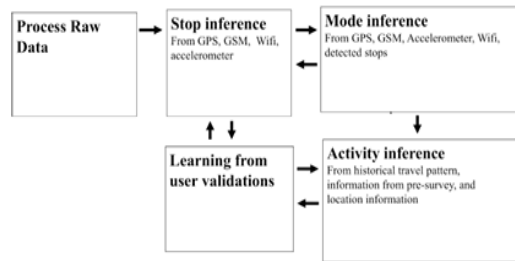 Process Raw
Data
Stop inference
From GPS, GSM, Wifi,
accelerometer
Mode inference
From GPS, GSM, Accelerometer, Wifi,
detected stops
Learning from
user validations
Activity inference
From historical travel pattern,
information from pre-survey, and
location information